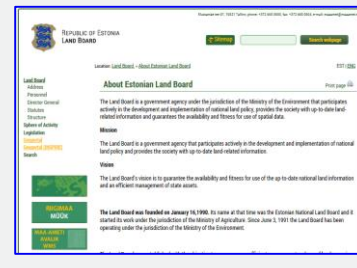 REPUBLIC OF ESTONIA
LAND BOARD
Sitemap
Search webpage
Location: Land Board » About Estonian Land Board
EST | ENG
Land Board
Address
Personnel
Director General
Statutes
Structure
Sphere of Activity
Legislation
Geoportal
Geoportal (INSPIRE)
Search
About Estonian Land Board
Print page
The Land Board is a government agency under the jurisdiction of the Ministry of the Environment that participates
actively in the development and implementation of national land policy, provides the society with up-to-date land-
related information and guarantees the availability and fitness for use of spatial data.
Mission
The Land Board is a government agency that participates actively in the development and implementation of national
land policy and provides the society with up-to-date land-related information.
Vision
The Land Board's vision is to guarantee the availability and fitness for use of the up-to-date national land information
and an efficient management of state assets.
The Land Board was founded on January 16,1990. Its name at that time was the Estonian National Land Board and it
started its work under the jurisdiction of the Ministry of Agriculture. Since June 3, 1991 the Land Board has been
operating under the jurisdiction of the Ministry of the Environment.
RIIGIMAA
MÜÜK
MAA-AMETI
AVALIK
WMS